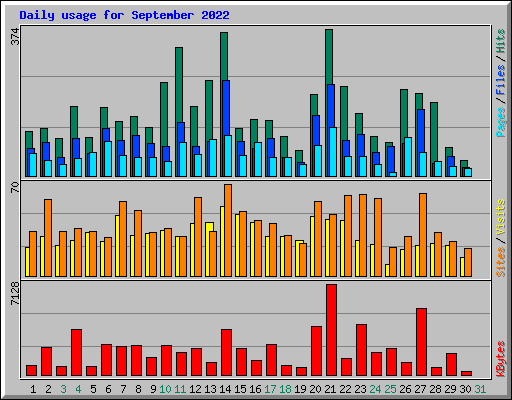 Daily usage for September 2022
374
Pages / Files / Hits
70
Sites / Visits
7128
KBytes
1 2 3 4 5 6 7 8 9 10 11 12 13 14 15 16 17 18 19 20 21 22 23 24 25 26 27 28 29 30 31